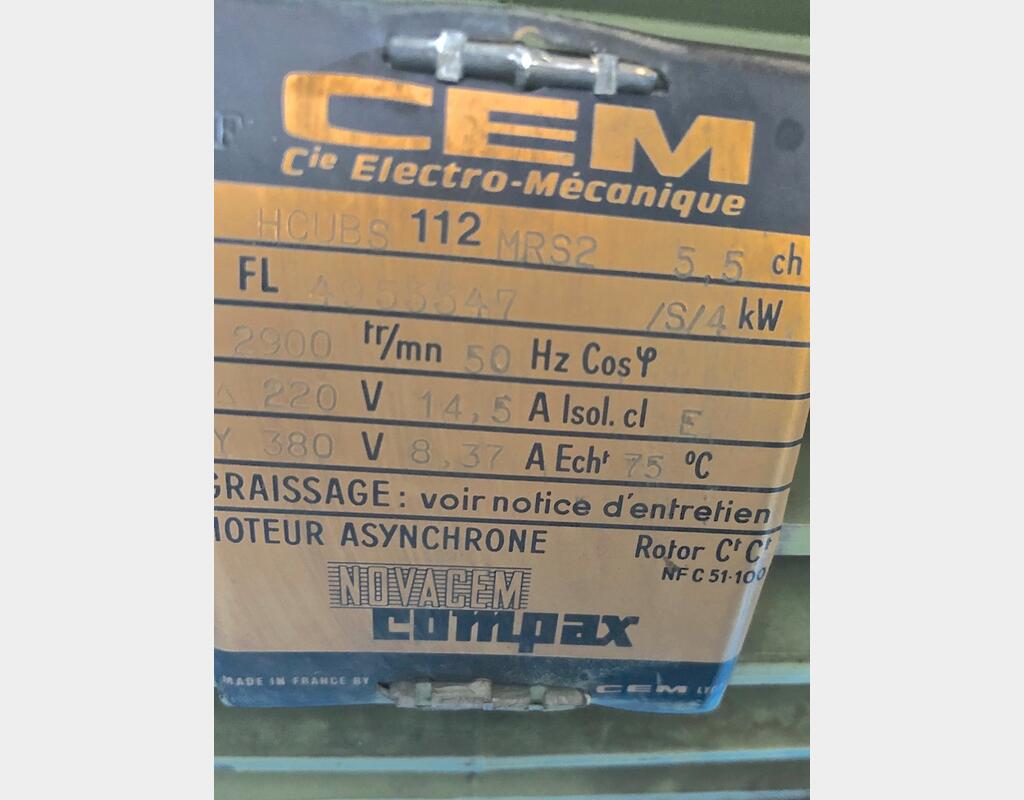 CEM
Cie Electro-Mécanique
HCUBS 112 MRS2 5,5 ch
FL 4953347 /S/4 kW
2900 tr/mn 50 Hz Cos φ
Δ 220 V 14,5 A Isol. cl E
Y 380 V 8,37 A Echt 75 °C
GRAISSAGE : voir notice d'entretien
MOTEUR ASYNCHRONE Rotor Ct Ct
NF C 51-100
NOVACEM
compax
MADE IN FRANCE BY CEM